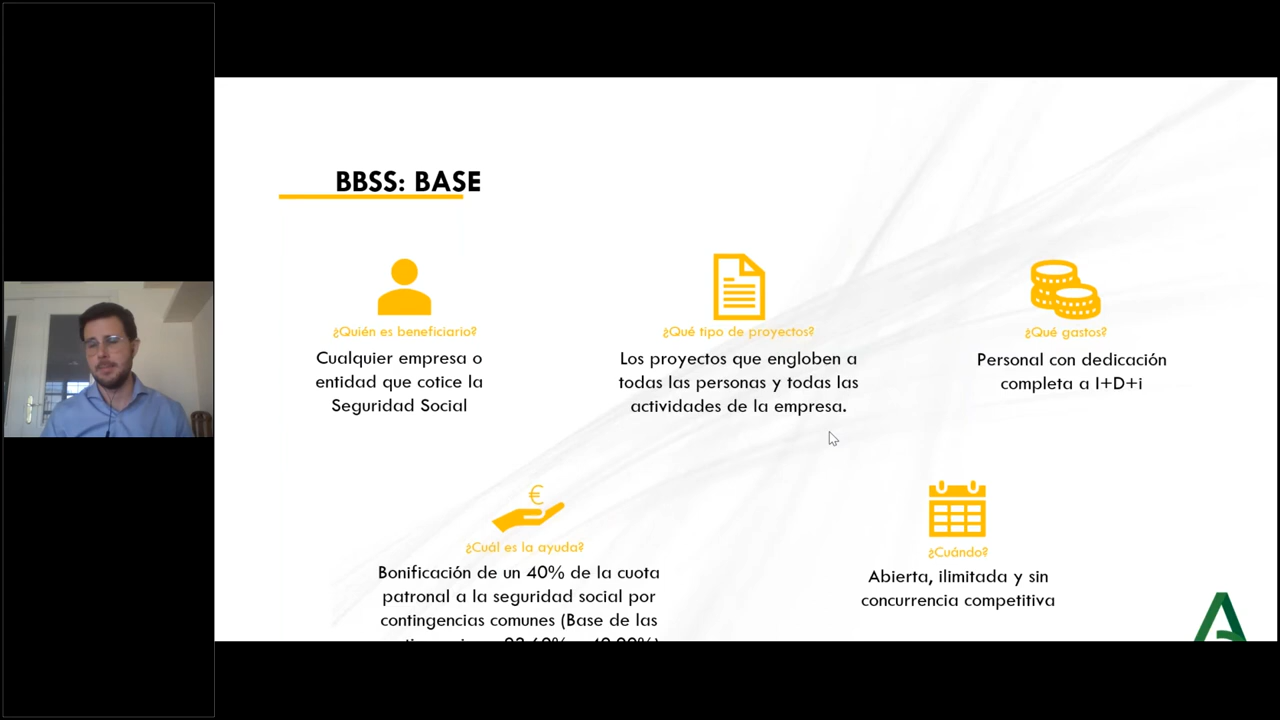 BBSS: BASE
¿Quién es beneficiario?
Cualquier empresa o
entidad que cotice la
Seguridad Social
¿Qué tipo de proyectos?
Los proyectos que engloben a
todas las personas y todas las
actividades de la empresa.
¿Qué gastos?
Personal con dedicación
completa a I+D+i
€
¿Cuál es la ayuda?
Bonificación de un 40% de la cuota
patronal a la seguridad social por
contingencias comunes (Base de las
¿Cuándo?
Abierta, ilimitada y sin
concurrencia competitiva